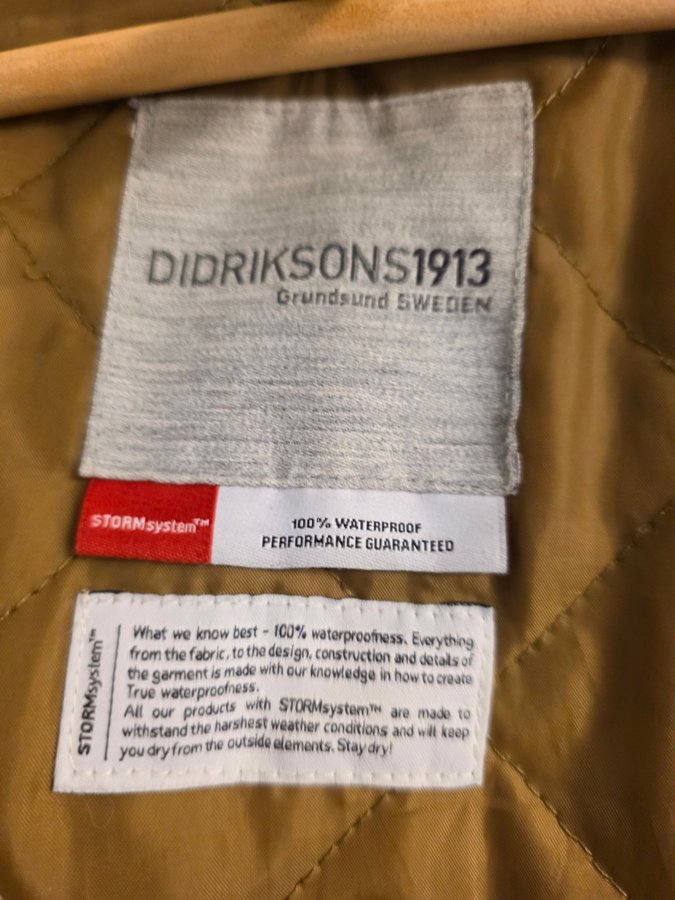 DIDRIKSONS1913
Grundsund SWEDEN
STORMsystem™
100% WATERPROOF
PERFORMANCE GUARANTEED
STORMsystem™
What we know best - 100% waterproofness. Everything
from the fabric, to the design, construction and details of
the garment is made with our knowledge in how to create
True waterproofness.
All our products with STORMsystem™ are made to
withstand the harshest weather conditions and will keep
you dry from the outside elements. Stay dry!